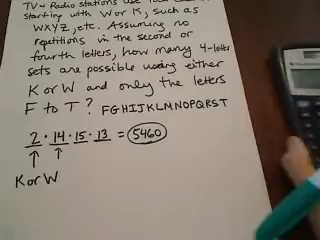 TV + Radio stations use
starting with W or K, such as
WXYZ, etc. Assuming no
repetitions in the second or
fourth letters, how many 4-letter
sets are possible using either
K or W and only the letters
F to T? FGHIJKLMNOPQRST
2 · 14 · 15 · 13 = 5460
K or W